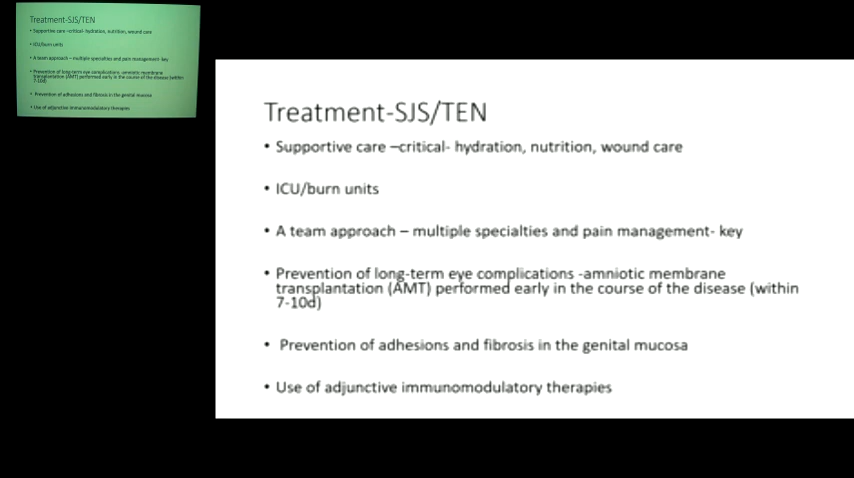 Treatment-SJS/TEN
• Supportive care –critical- hydration, nutrition, wound care
• ICU/burn units
• A team approach – multiple specialties and pain management- key
• Prevention of long-term eye complications -amniotic membrane
transplantation (AMT) performed early in the course of the disease (within
7-10d)
• Prevention of adhesions and fibrosis in the genital mucosa
• Use of adjunctive immunomodulatory therapies
Treatment-SJS/TEN
• Supportive care –critical- hydration, nutrition, wound care
• ICU/burn units
• A team approach – multiple specialties and pain management- key
• Prevention of long-term eye complications -amniotic membrane
transplantation (AMT) performed early in the course of the disease (within
7-10d)
• Prevention of adhesions and fibrosis in the genital mucosa
• Use of adjunctive immunomodulatory therapies